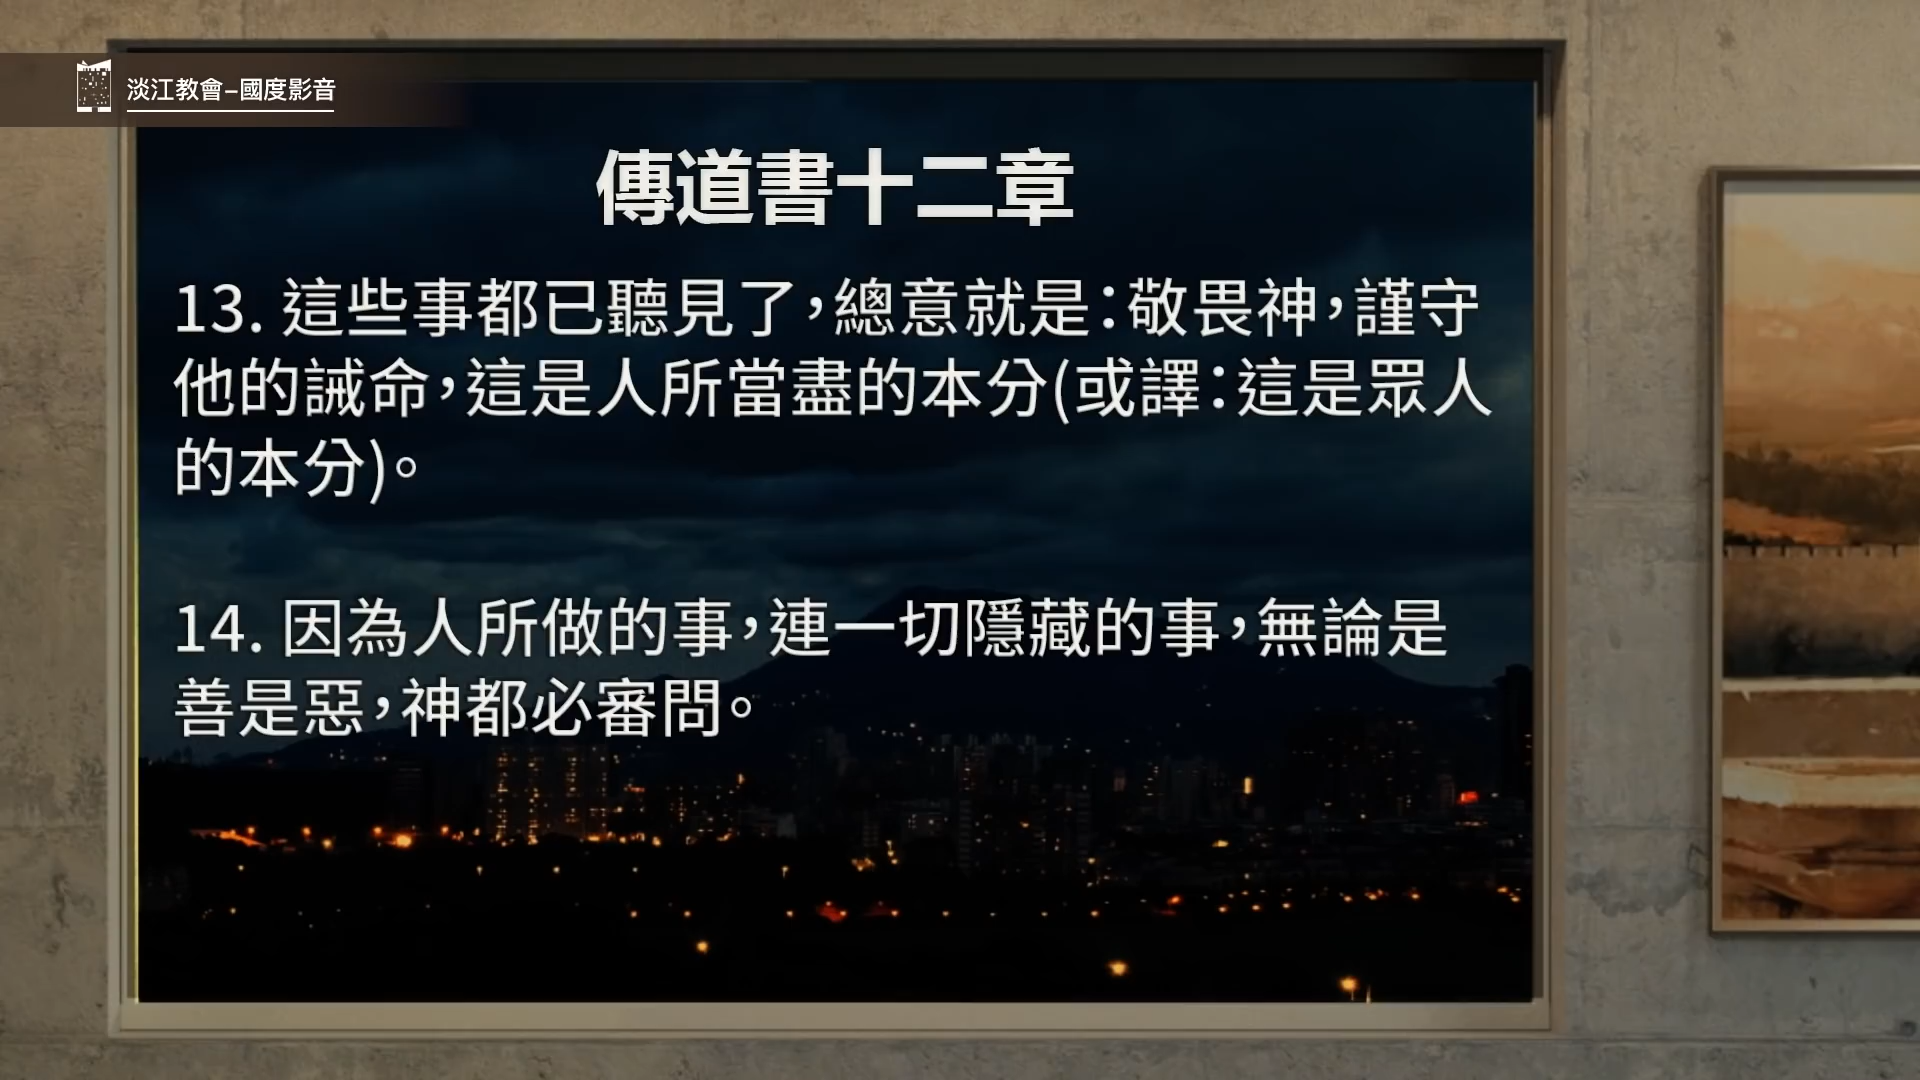 淡江教會–國度影音
傳道書十二章
13. 這些事都已聽見了，總意就是：敬畏神，謹守
他的誡命，這是人所當盡的本分(或譯：這是眾人
的本分)。
14. 因為人所做的事，連一切隱藏的事，無論是
善是惡，神都必審問。